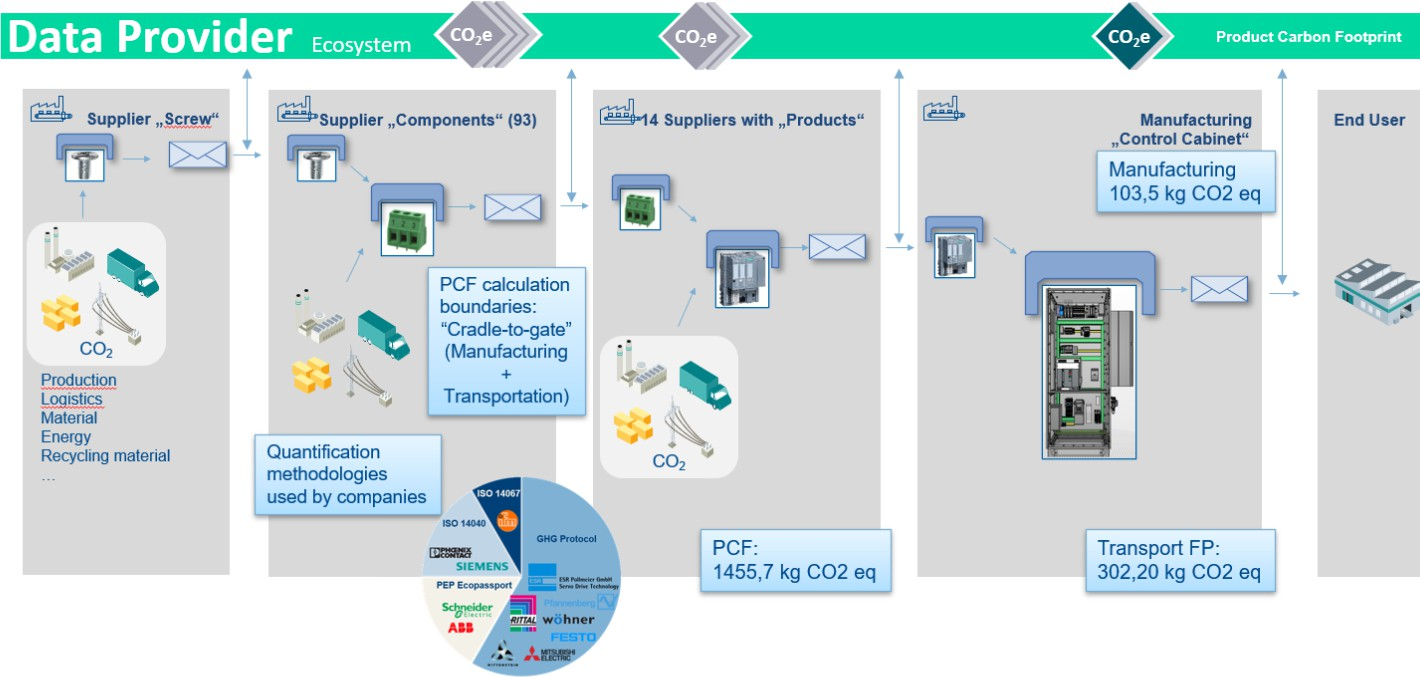 Data Provider Ecosystem
CO2e
CO2e
CO2e
Product Carbon Footprint
Supplier „Screw“
CO2
Production
Logistics
Material
Energy
Recycling material
...
Supplier „Components“ (93)
PCF calculation
boundaries:
“Cradle-to-gate”
(Manufacturing
+
Transportation)
Quantification
methodologies
used by companies
ISO 14067
ISO 14040
PHOENIX
CONTACT
SIEMENS
PEP Ecopassport
Schneider
Electric
ABB
GHG Protocol
ESR
ESR Pollmeier GmbH
Servo Drive Technology
Pfannenberg
RITTAL
wöhner
FESTO
WITTENSTEIN
MITSUBISHI
ELECTRIC
14 Suppliers with „Products“
CO2
PCF:
1455,7 kg CO2 eq
Manufacturing
„Control Cabinet“
Manufacturing
103,5 kg CO2 eq
Transport FP:
302,20 kg CO2 eq
End User